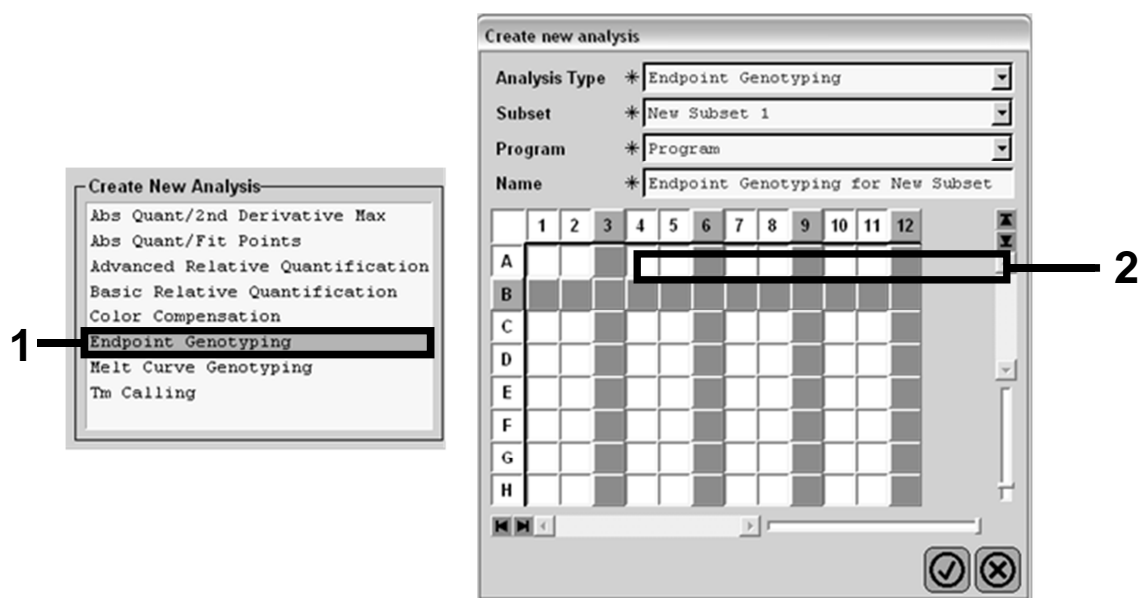 1
Create New Analysis
Abs Quant/2nd Derivative Max
Abs Quant/Fit Points
Advanced Relative Quantification
Basic Relative Quantification
Color Compensation
Endpoint Genotyping
Melt Curve Genotyping
Tm Calling
Create new analysis
Analysis Type * Endpoint Genotyping
Subset * New Subset 1
Program * Program
Name * Endpoint Genotyping for New Subset
1 2 3 4 5 6 7 8 9 10 11 12
A
B
C
D
E
F
G
H
2